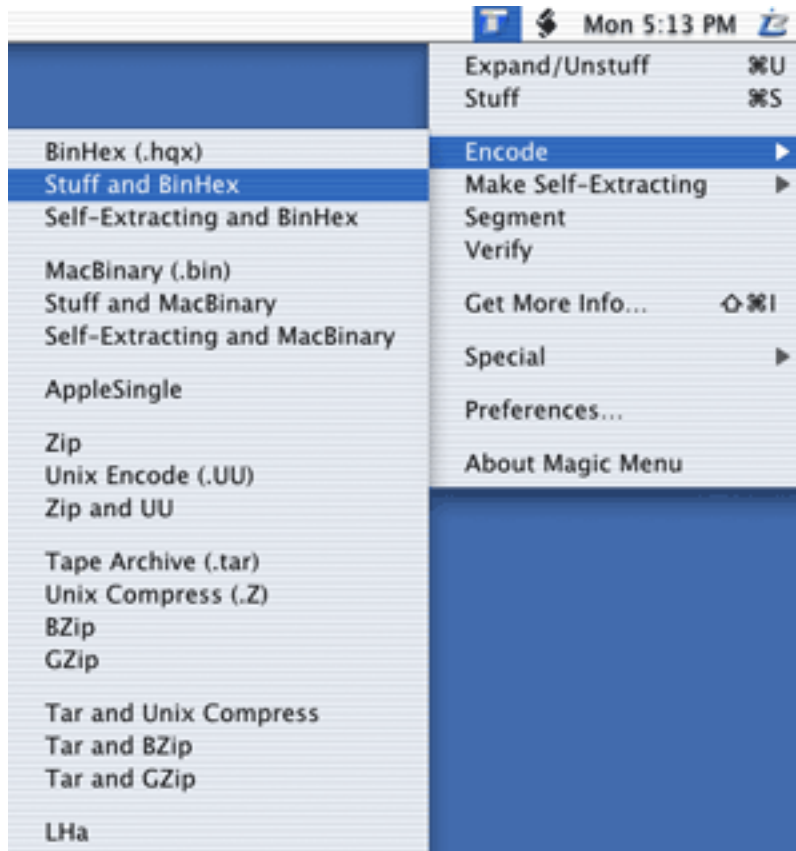 Mon 5:13 PM
Expand/Unstuff ⌘U
Stuff ⌘S
Encode
Make Self-Extracting
Segment
Verify
Get More Info... ⇧⌘I
Special
Preferences...
About Magic Menu
BinHex (.hqx)
Stuff and BinHex
Self-Extracting and BinHex
MacBinary (.bin)
Stuff and MacBinary
Self-Extracting and MacBinary
AppleSingle
Zip
Unix Encode (.UU)
Zip and UU
Tape Archive (.tar)
Unix Compress (.Z)
BZip
GZip
Tar and Unix Compress
Tar and BZip
Tar and GZip
LHa